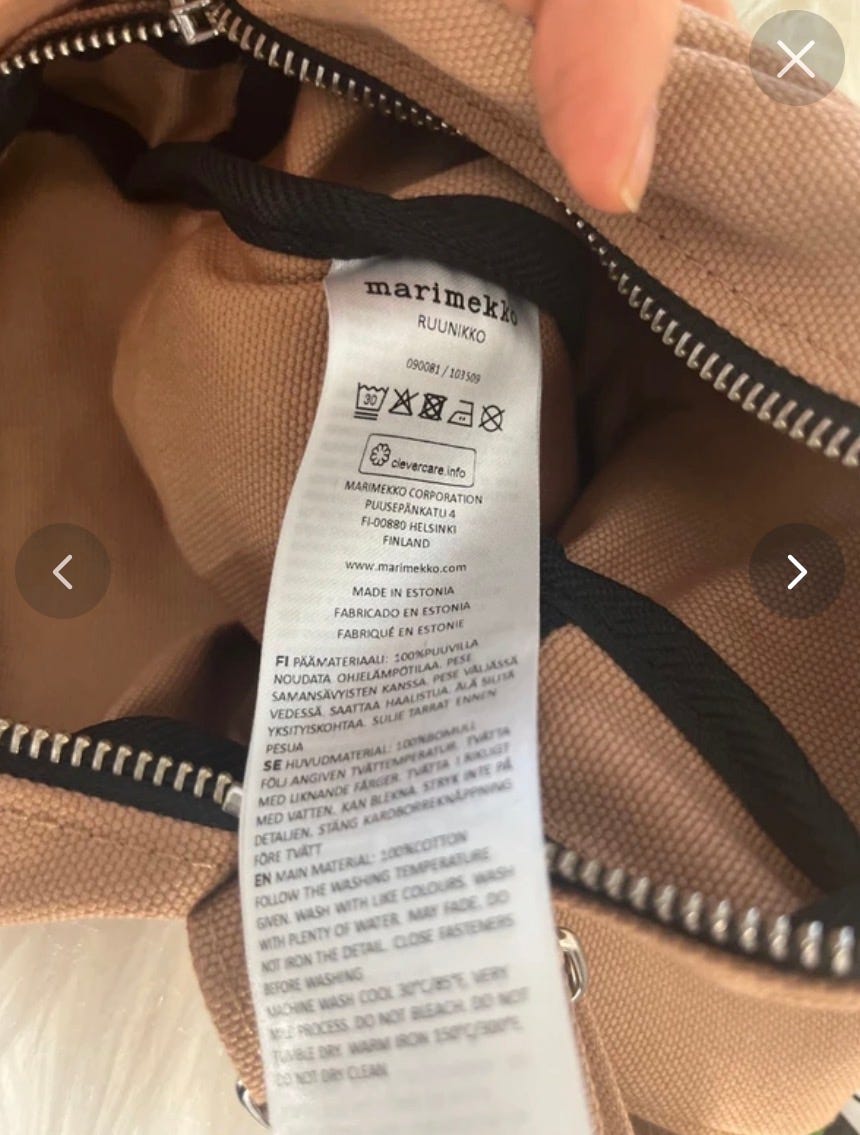 marimekko
RUUNIKKO
090081 / 103509
30
clevercare.info
MARIMEKKO CORPORATION
PUUSEPÄNKATU 4
FI-00880 HELSINKI
FINLAND
www.marimekko.com
MADE IN ESTONIA
FABRICADO EN ESTONIA
FABRIQUÉ EN ESTONIE
FI PÄÄMATERIAALI: 100%PUUVILLA
NOUDATA OHJELÄMPÖTILAA. PESE
SAMANSÄVYISTEN KANSSA. PESE VÄLJÄSSÄ
VEDESSÄ. SAATTAA HAALISTUA. ÄLÄ SILITÄ
YKSITYISKOHTAA. SULJE TARRAT ENNEN
PESUA
SE HUVUDMATERIAL: 100%BOMULL
FÖLJ ANGIVEN TVÄTTEMPERATUR. TVÄTTA
MED LIKNANDE FÄRGER. TVÄTTA I RIKLIGT
MED VATTEN. KAN BLEKNA. STRYK INTE PÅ
DETALJEN. STÄNG KARDBORREKNÄPPNING
FÖRE TVÄTT
EN MAIN MATERIAL: 100%COTTON
FOLLOW THE WASHING TEMPERATURE
GIVEN. WASH WITH LIKE COLOURS. WASH
WITH PLENTY OF WATER. MAY FADE. DO
NOT IRON THE DETAIL. CLOSE FASTENERS
BEFORE WASHING.
MACHINE WASH COOL 30°C/85°F, VERY
MILD PROCESS. DO NOT BLEACH. DO NOT
TUMBLE DRY. WARM IRON 150°C/300°F.
DO NOT DRY CLEAN.